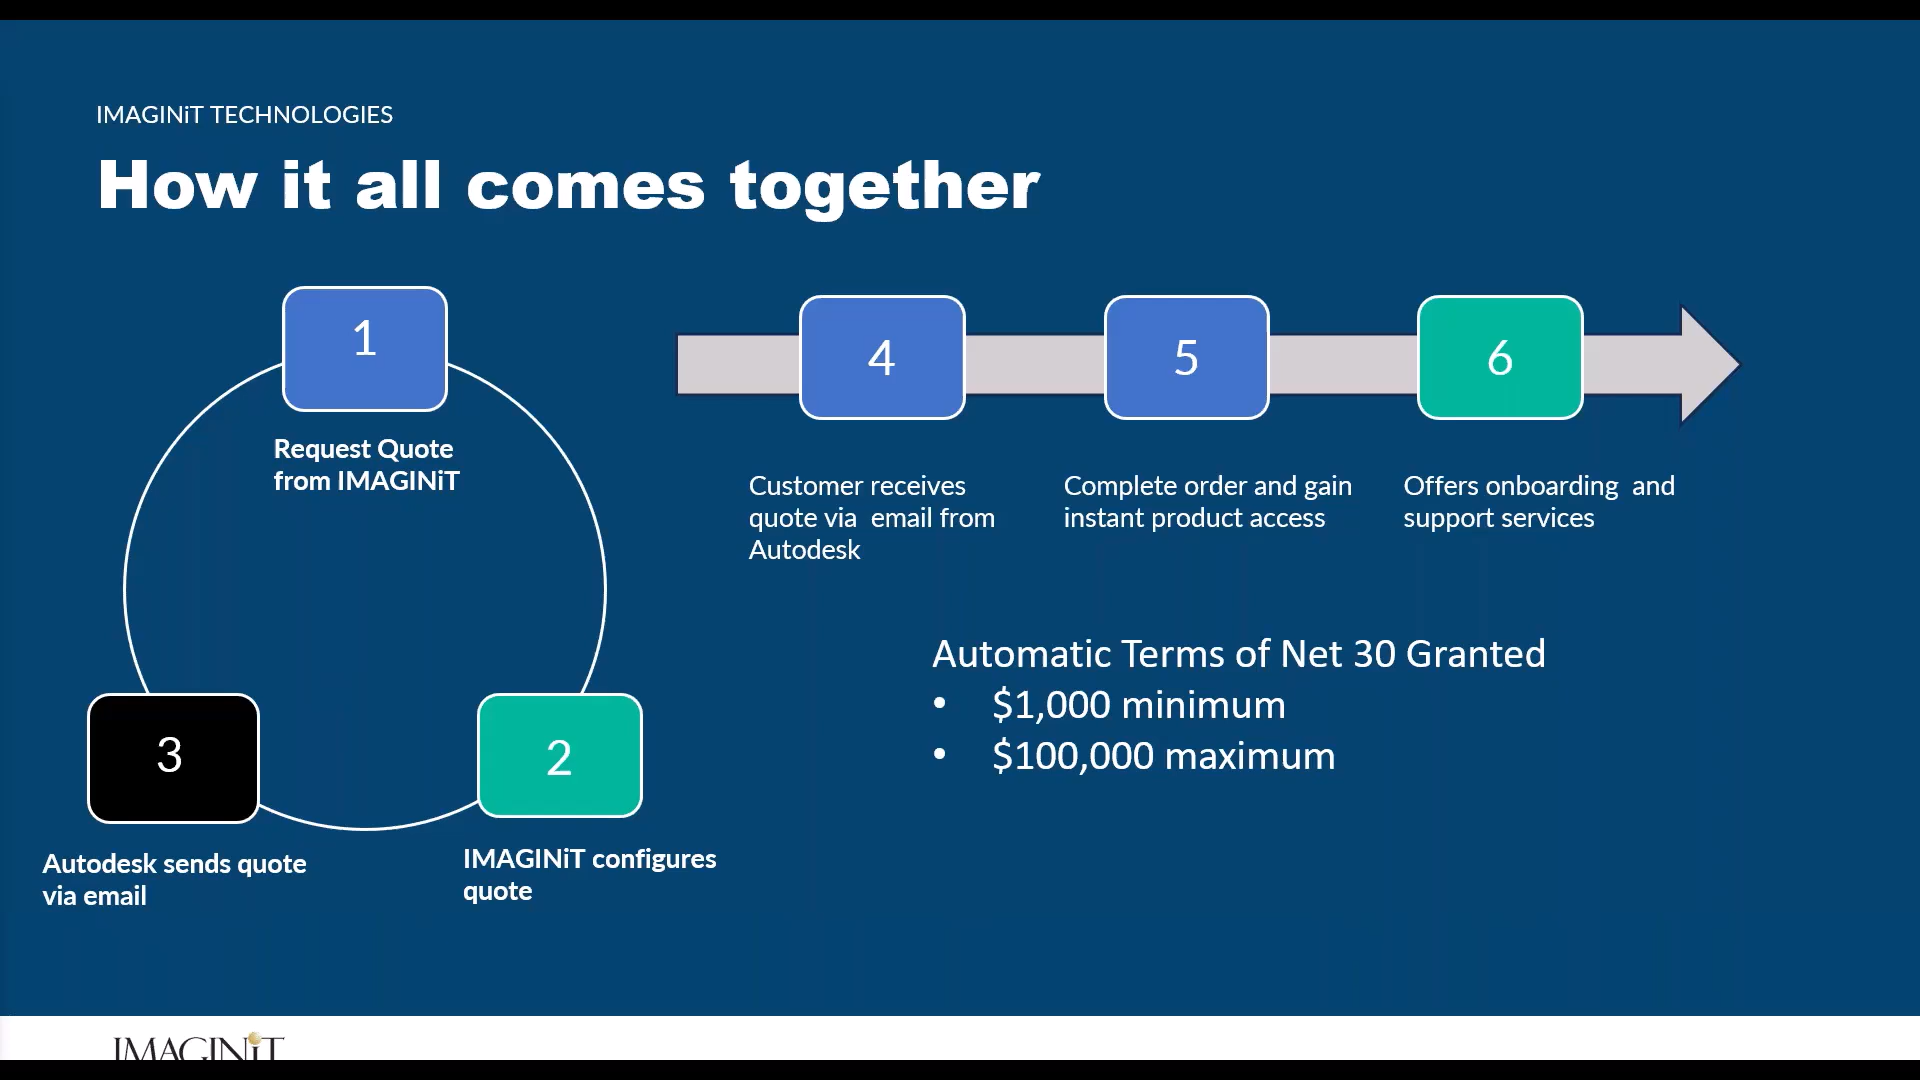 IMAGINiT TECHNOLOGIES
How it all comes together
1
Request Quote
from IMAGINiT
3
2
Autodesk sends quote
via email
IMAGINiT configures
quote
4
5
6
Customer receives
quote via  email from
Autodesk
Complete order and gain
instant product access
Offers onboarding  and
support services
Automatic Terms of Net 30 Granted
• $1,000 minimum
• $100,000 maximum
IMAGINiT